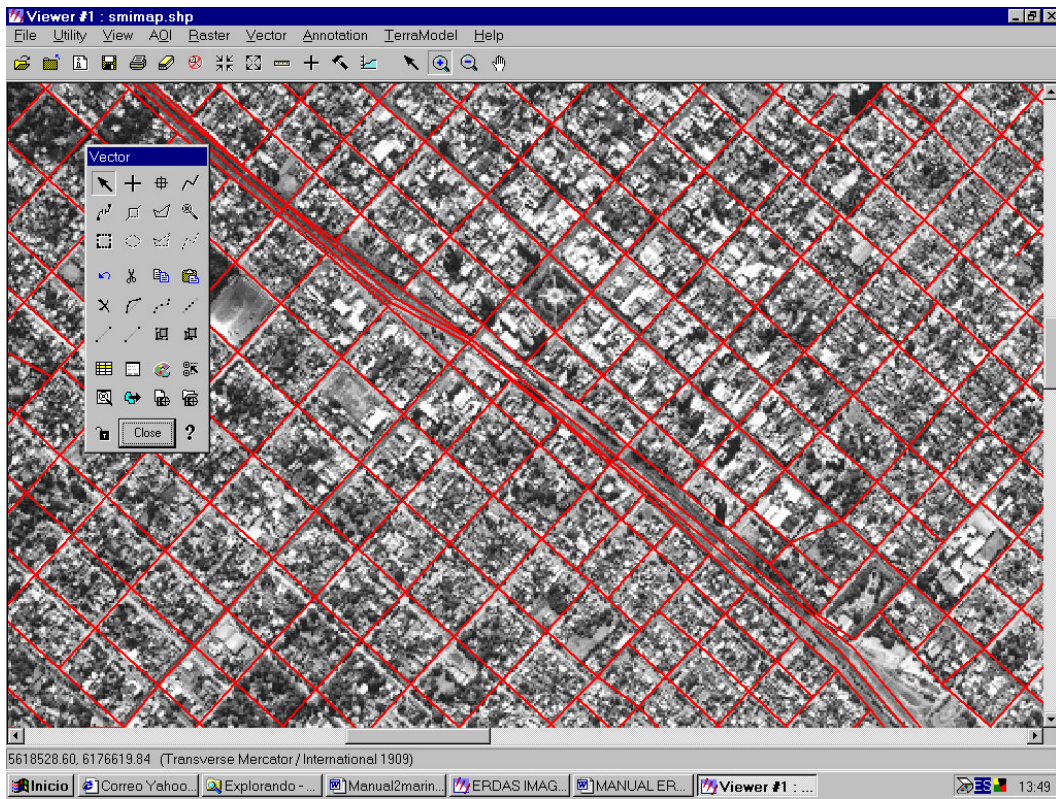 Viewer #1 : smimap.shp
File Utility View AOI Raster Vector Annotation TerraModel Help
Vector
Close
?
5618528.60, 6176619.84 (Transverse Mercator / International 1909)
Inicio Correo Yahoo... Explorando - ... Manual2marin... ERDAS IMAG... MANUAL ER... Viewer #1 : ... ES 13:49